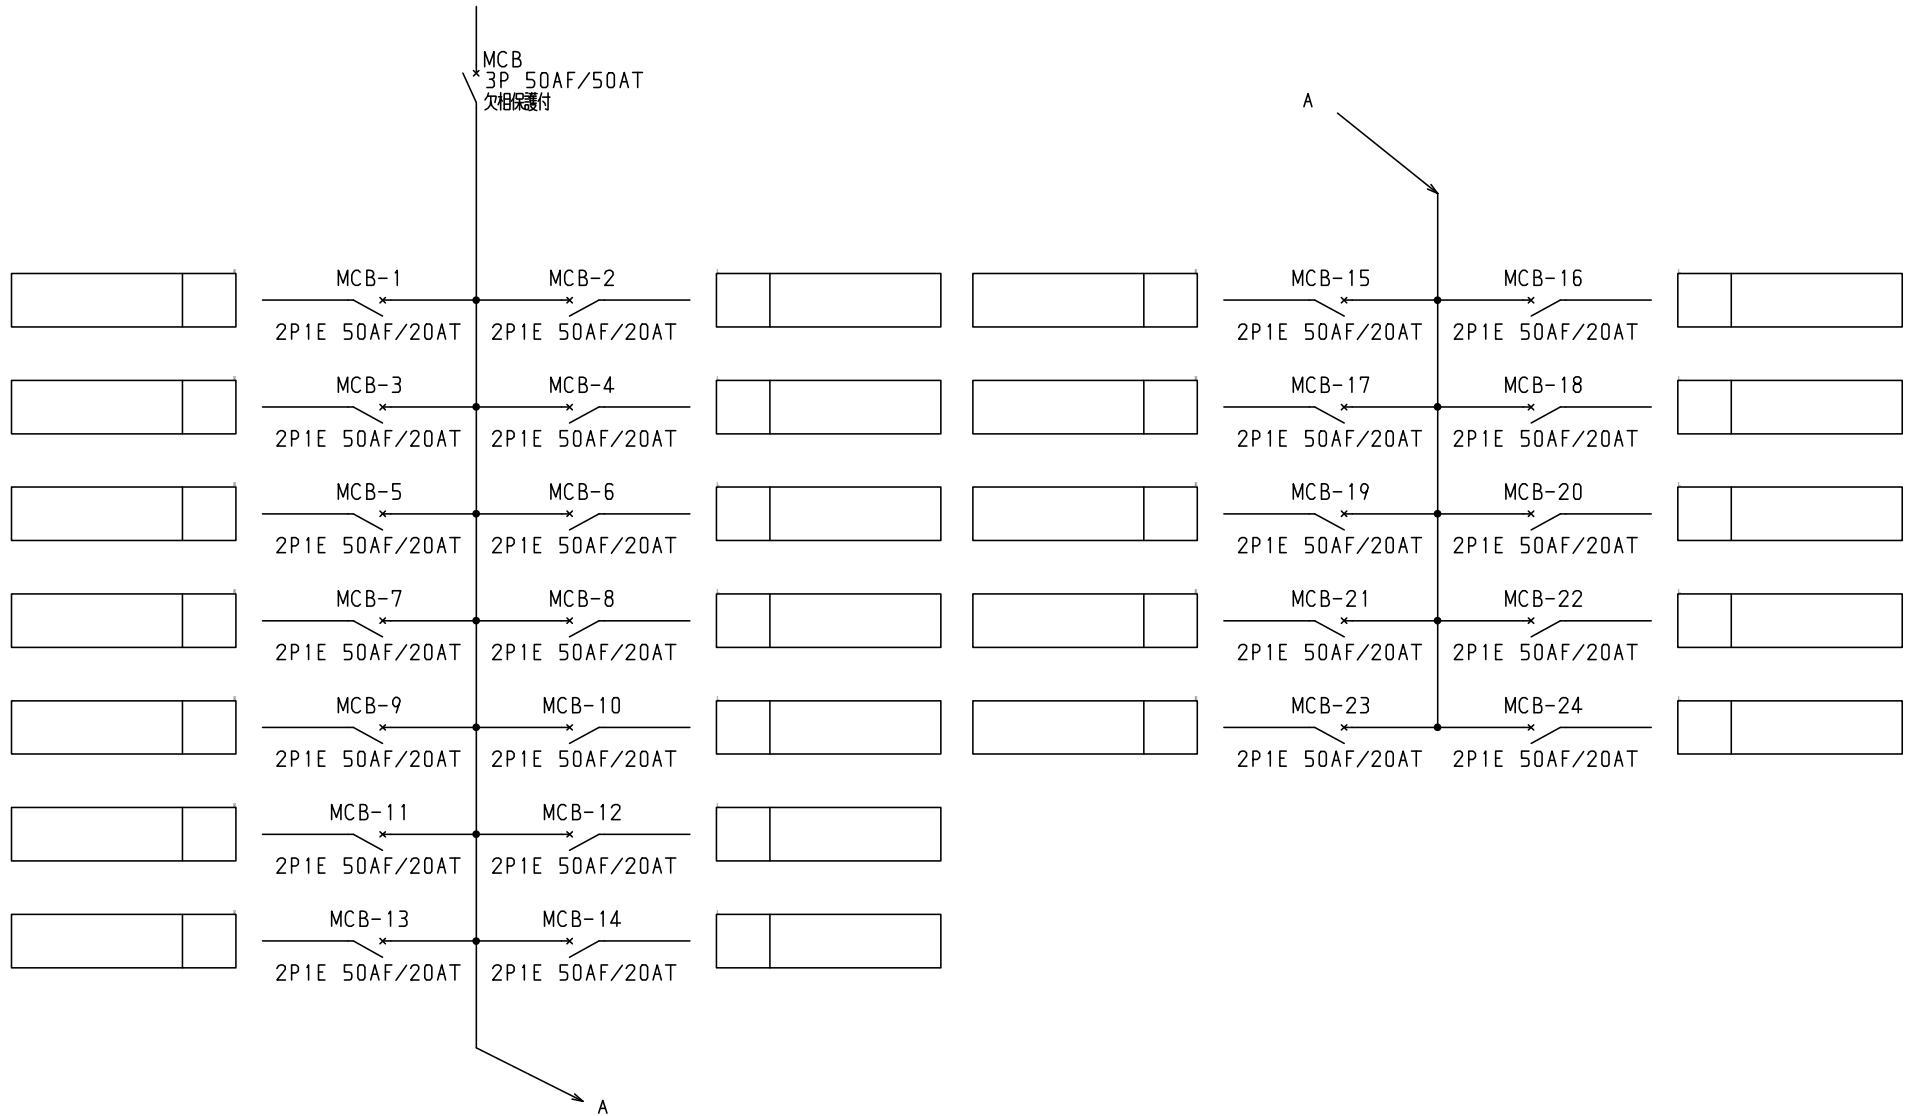 MCB
3P 50AF/50AT
欠相保護付
A
MCB-1 MCB-2 MCB-15 MCB-16
2P1E 50AF/20AT 2P1E 50AF/20AT 2P1E 50AF/20AT 2P1E 50AF/20AT
MCB-3 MCB-4 MCB-17 MCB-18
2P1E 50AF/20AT 2P1E 50AF/20AT 2P1E 50AF/20AT 2P1E 50AF/20AT
MCB-5 MCB-6 MCB-19 MCB-20
2P1E 50AF/20AT 2P1E 50AF/20AT 2P1E 50AF/20AT 2P1E 50AF/20AT
MCB-7 MCB-8 MCB-21 MCB-22
2P1E 50AF/20AT 2P1E 50AF/20AT 2P1E 50AF/20AT 2P1E 50AF/20AT
MCB-9 MCB-10 MCB-23 MCB-24
2P1E 50AF/20AT 2P1E 50AF/20AT 2P1E 50AF/20AT 2P1E 50AF/20AT
MCB-11 MCB-12
2P1E 50AF/20AT 2P1E 50AF/20AT
MCB-13 MCB-14
2P1E 50AF/20AT 2P1E 50AF/20AT
A